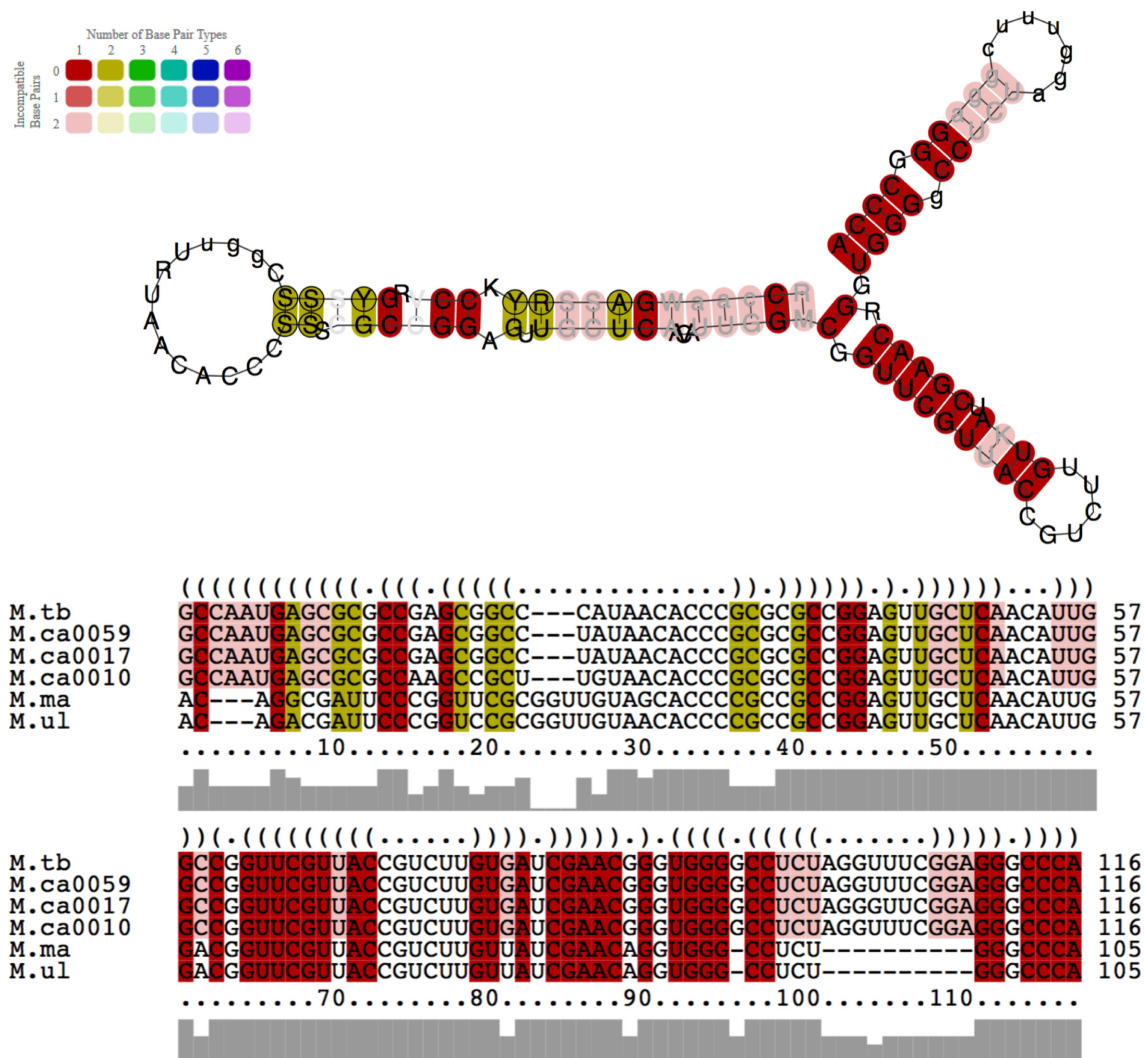 Number of Base Pair Types
1 2 3 4 5 6
Incompatible
Base Pairs
0
1
2
((((((((((((.(((.(((((..............)).)))))).).))))))...)))
M.tb GCCAAUGAGCGCGCCGAGCGGCC---CAUAACACCCGCGCGCCGGAGUUGCUCAACAUUG 57
M.ca0059 GCCAAUGAGCGCGCCGAGCGGCC---UAUAACACCCGCGCGCCGGAGUUGCUCAACAUUG 57
M.ca0017 GCCAAUGAGCGCGCCGAGCGGCC---UAUAACACCCGCGCGCCGGAGUUGCUCAACAUUG 57
M.ca0010 GCCAAUGAGCGCGCCAAGCCGCU---UGUAACACCCGCGCGCCGGAGUUGCUCAACAUUG 57
M.ma AC---AGGCGAUUCCCGGUUCGCGGUUGUAGCACCCCGCCGCCGGAGUUGCUCAACAUUG 57
M.ul AC---AGACGAUUCCCGGUCCGCGGUUGUAACACCCCGCCGCCGGAGUUGCUCAACAUUG 57
.........10........20........30........40........50..........
))(.(((((((((......)))).))))).).((((.(((((.......))))).))))
M.tb GCCGGUUCGUUACCGUCUUGUGAUCGAACGGGUGGGGCCUCUAGGUUUCGGAGGGCCCA 116
M.ca0059 GCCGGUUCGUUACCGUCUUGUGAUCGAACGGGUGGGGCCUCUAGGUUUCGGAGGGCCCA 116
M.ca0017 GCCGGUUCGUUACCGUCUUGUGAUCGAACGGGUGGGGCCUCUAGGGUUCGGAGGGCCCA 116
M.ca0010 GCCGGUUCGUUACCGUCUUGUGAUCGAACGGGUGGGGCCUCUAGGUUUCGGAGGGCCCA 116
M.ma GACGGUUCGUUACCGUCUUGUUAUCGAACAGGUGGG-CCUCU----------GGGCCCA 105
M.ul GACGGUUCGUUACCGUCUUGUUAUCGAACAGGUGGG-CCUCU----------GGGCCCA 105
.........70........80........90.......100.......110.........